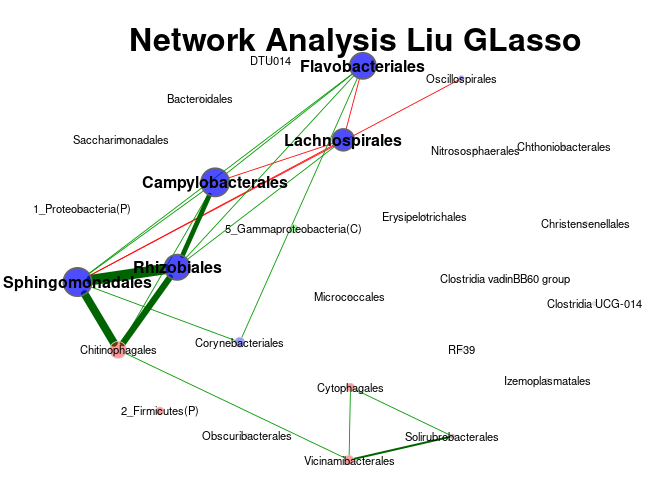 Network Analysis Liu GLasso
DTU014
Flavobacteriales
Oscillospirales
Bacteroidales
Saccharimonadales
Lachnospirales
Nitrososphaerales
Chthoniobacterales
Campylobacterales
1_Proteobacteria(P)
5_Gammaproteobacteria(C)
Erysipelotrichales
Christensenellales
Rhizobiales
Sphingomonadales
Clostridia vadinBB60 group
Micrococcales
Clostridia UCG-014
Chitinophagales
Corynebacteriales
RF39
Izemoplasmatales
Cytophagales
2_Firmicutes(P)
Obscuribacterales
Solirubrobacterales
Vicinamibacterales